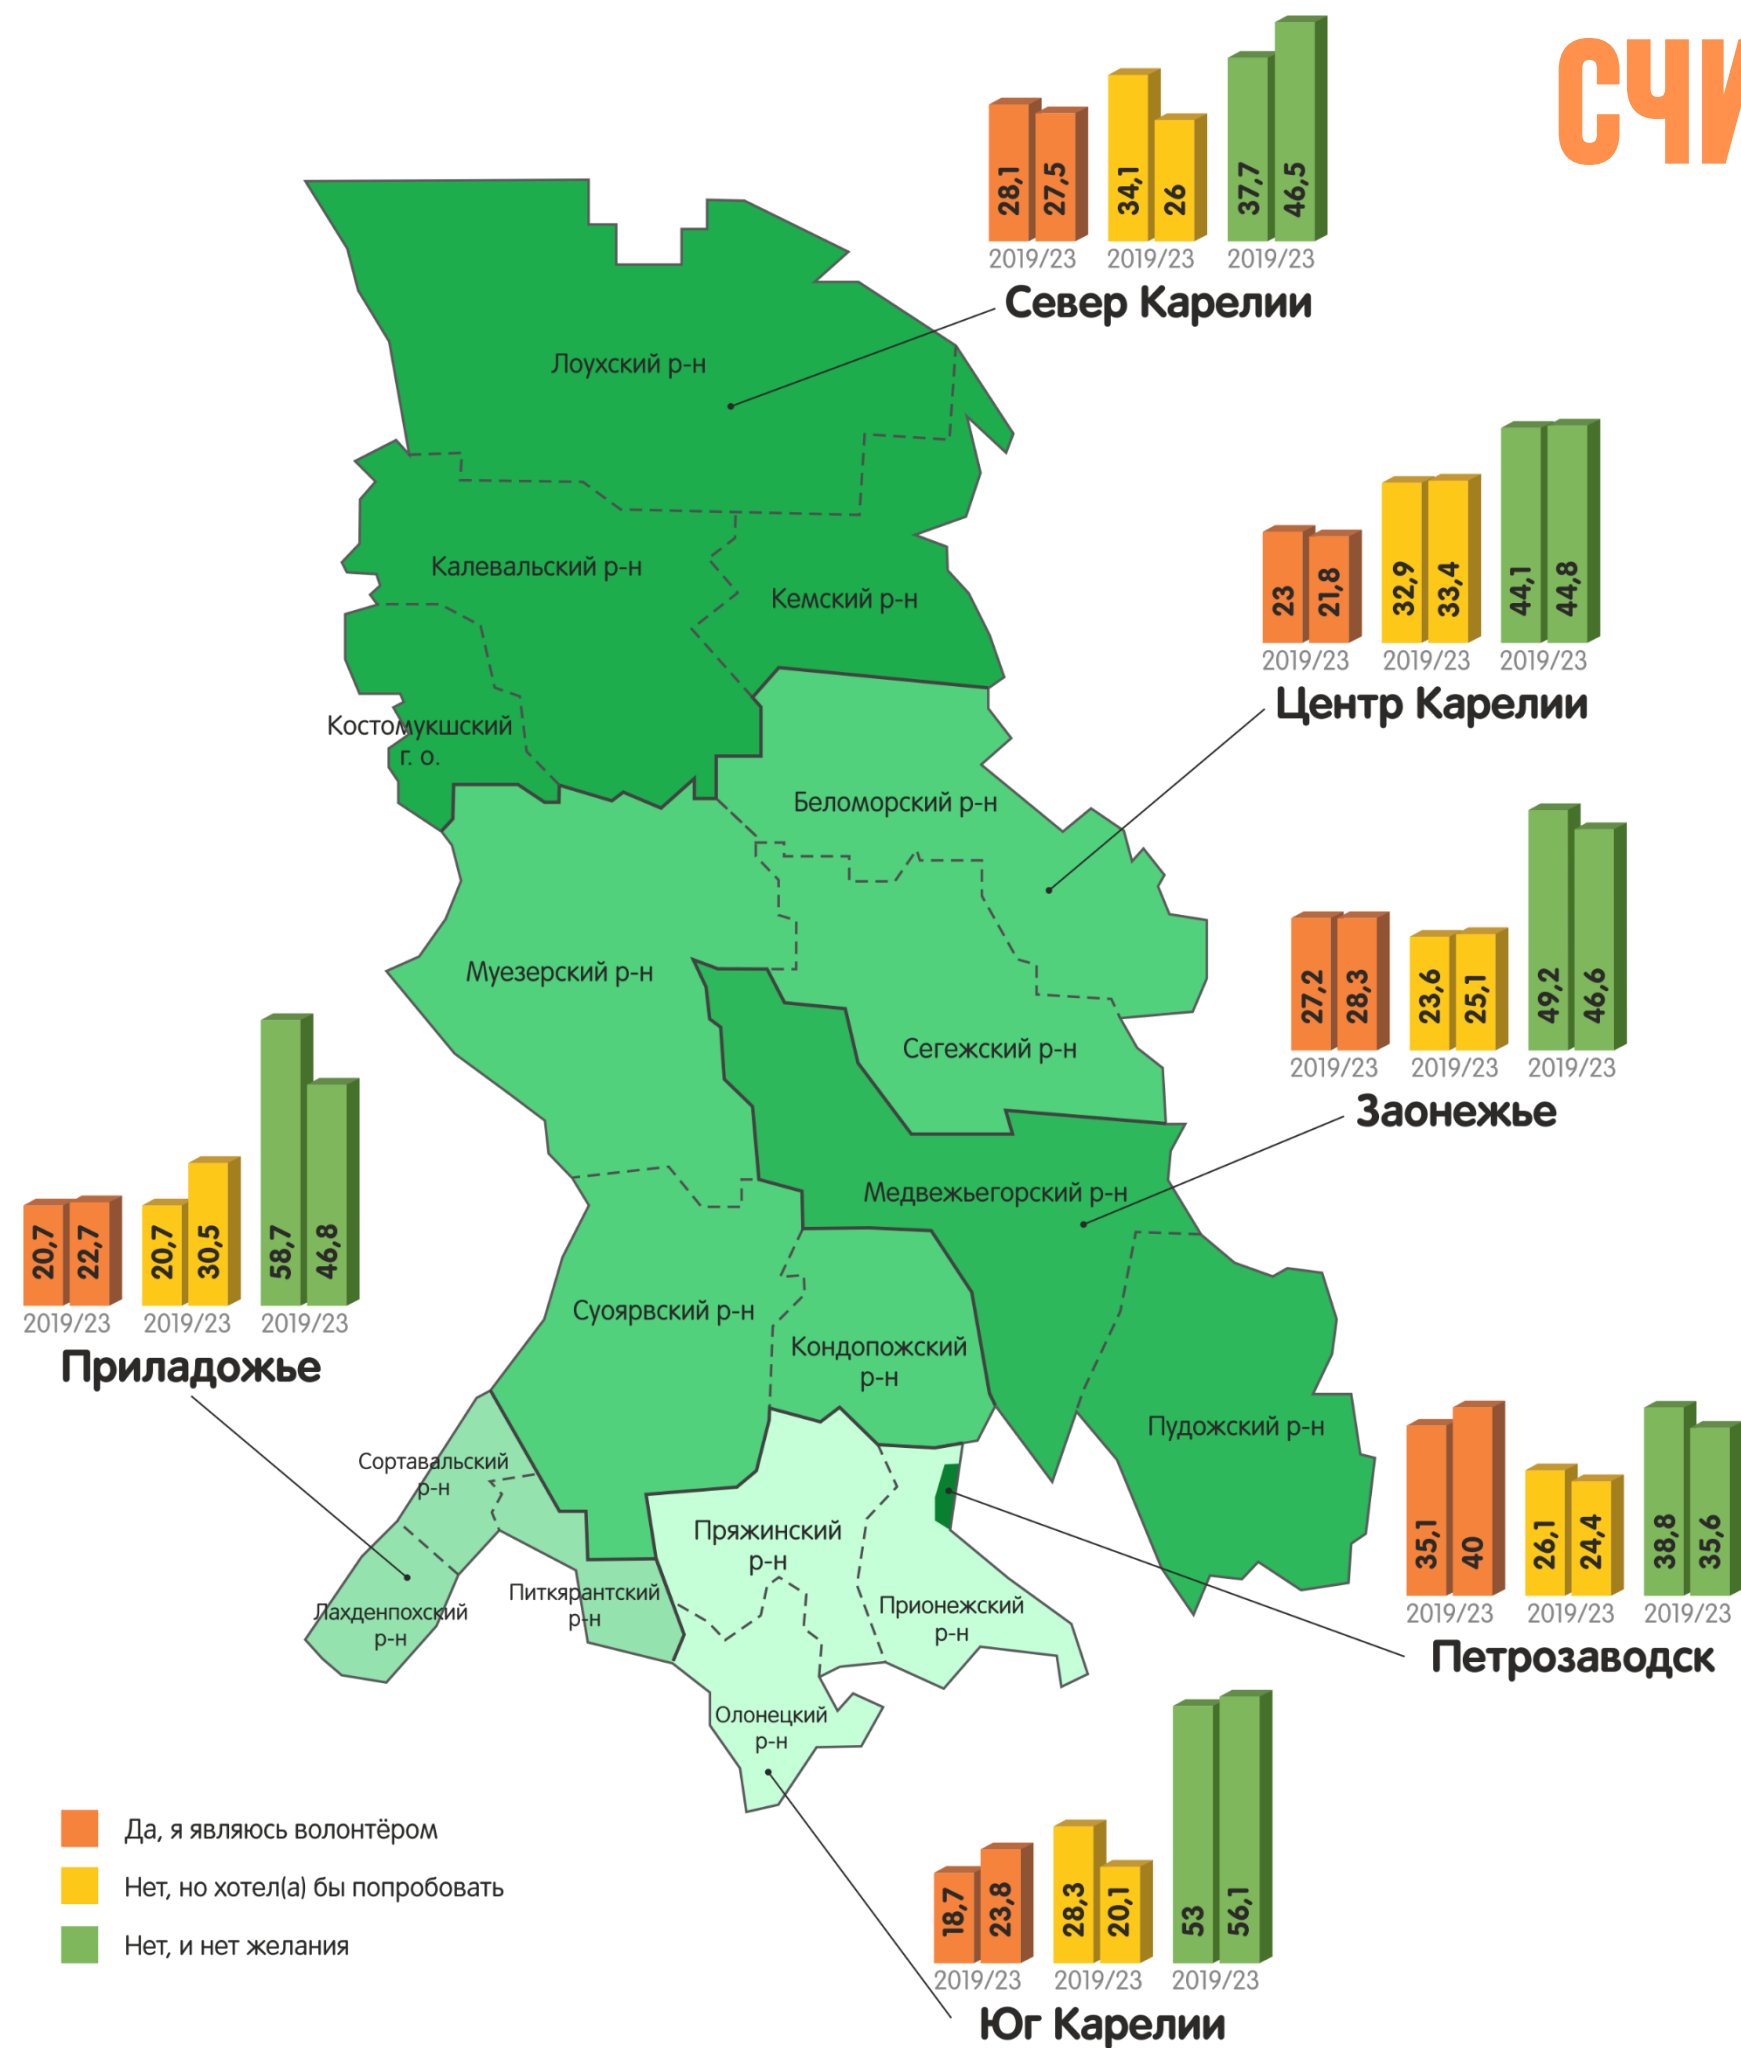 СЧИ
28,1 27,5 34,1 26 37,7 46,5
2019/23 2019/23 2019/23
Север Карелии
Лоухский р-н
23 21,8 32,9 33,4 44,1 44,8
2019/23 2019/23 2019/23
Центр Карелии
Калевальский р-н
Кемский р-н
Костомукшский
г. о.
Беломорский р-н
27,2 28,3 23,6 25,1 49,2 46,6
2019/23 2019/23 2019/23
Заонежье
Муезерский р-н
Сегежский р-н
Медвежьегорский р-н
20,7 22,7 20,7 30,5 58,7 46,8
2019/23 2019/23 2019/23
Приладожье
Суоярвский р-н
Кондопожский
р-н
Пудожский р-н
Сортавальский
р-н
35,1 40 26,1 24,4 38,8 35,6
2019/23 2019/23 2019/23
Петрозаводск
Пряжинский
р-н
Питкярантский
р-н
Лахденпохский
р-н
Прионежский
р-н
Олонецкий
р-н
18,7 23,8 28,3 20,1 53 56,1
2019/23 2019/23 2019/23
Юг Карелии
Да, я являюсь волонтёром
Нет, но хотел(а) бы попробовать
Нет, и нет желания